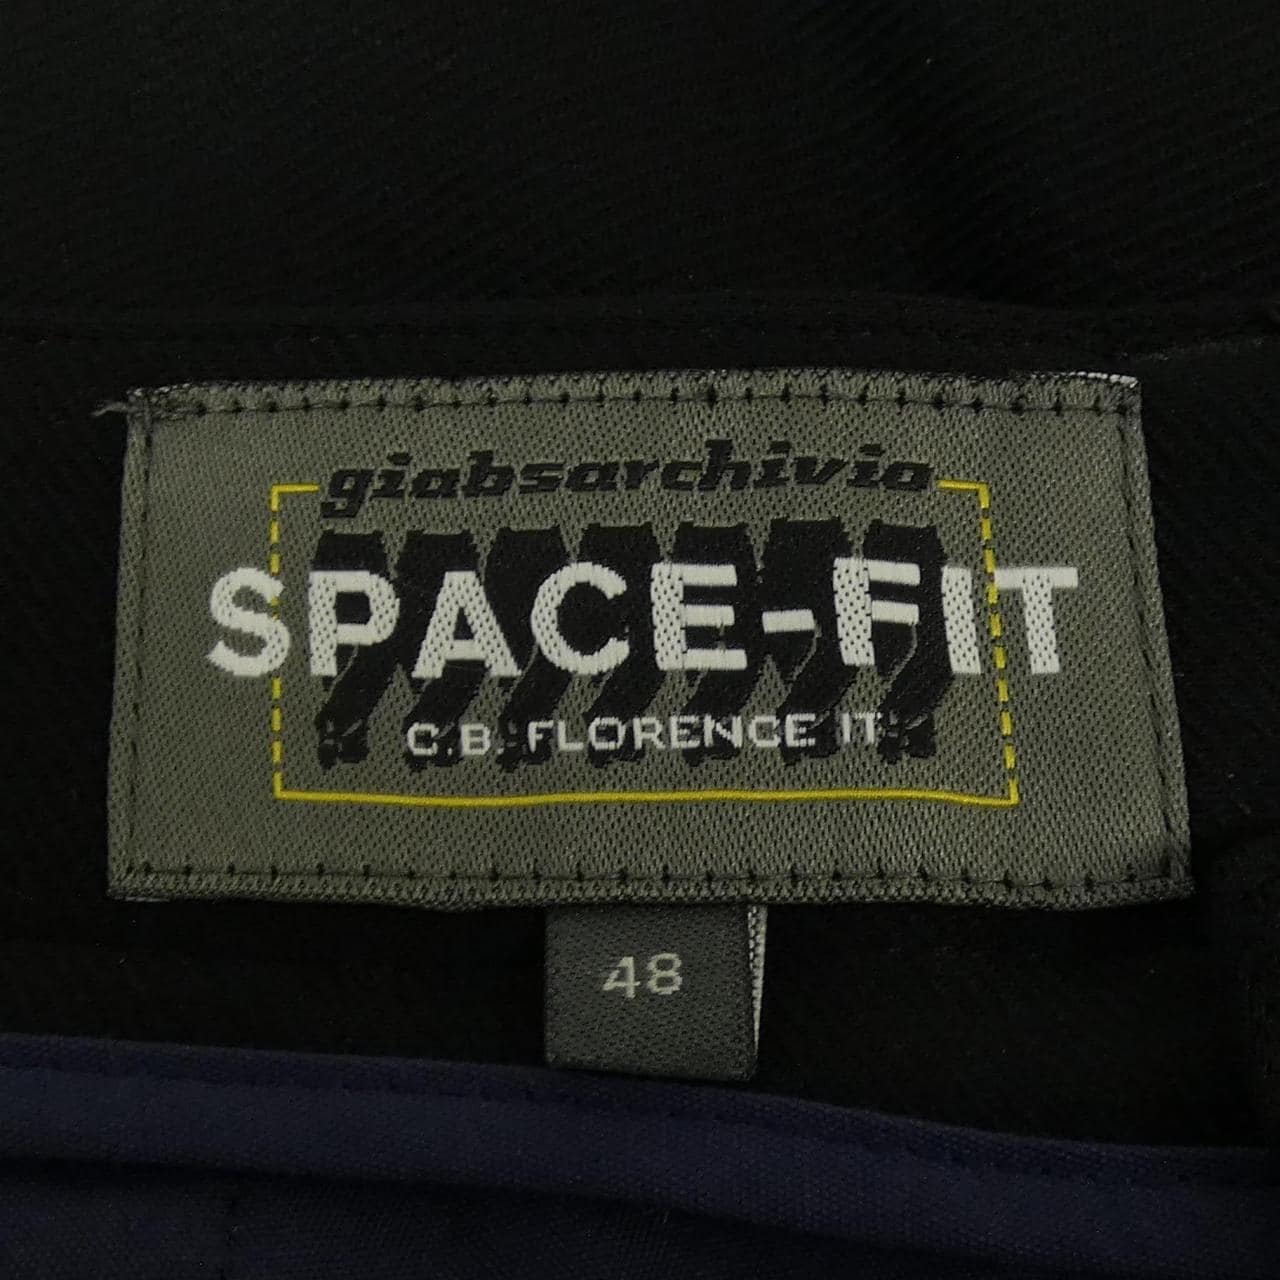 giabsarchivio
SPACE-FIT
C.B. FLORENCE IT
48